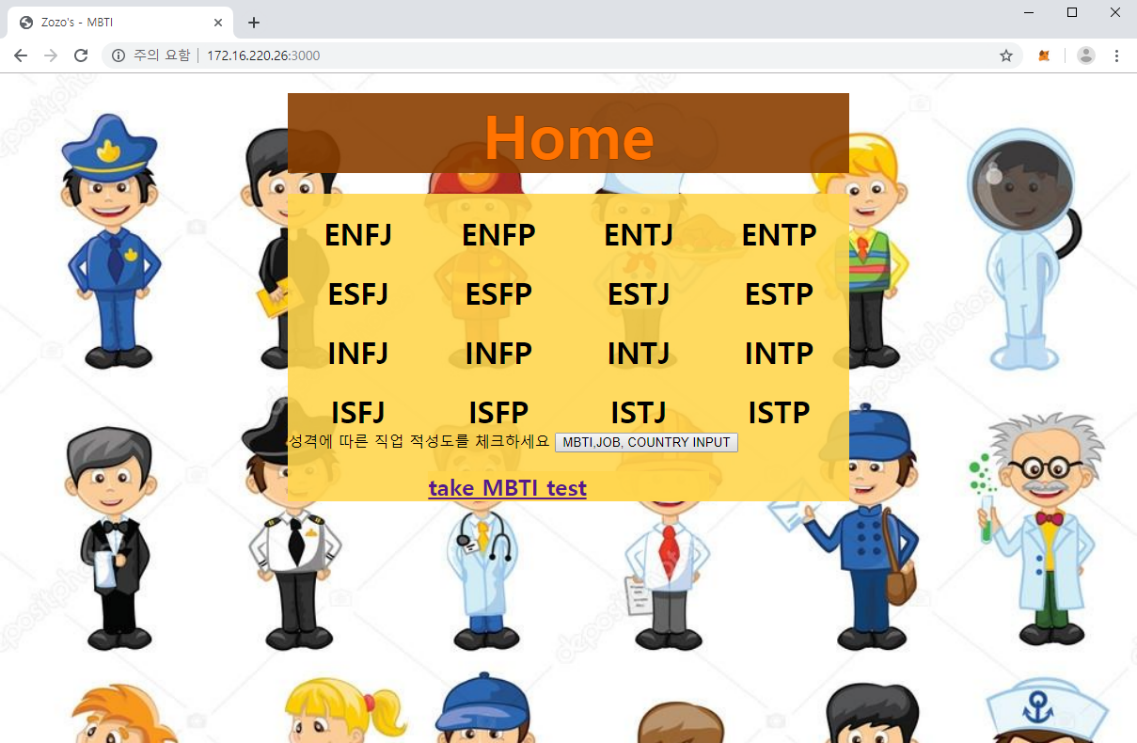 Zozo's - MBTI
주의 요함 | 172.16.220.26:3000
Home
ENFJ ENFP ENTJ ENTP
ESFJ ESFP ESTJ ESTP
INFJ INFP INTJ INTP
ISFJ ISFP ISTJ ISTP
성격에 따른 직업 적성도를 체크하세요 MBTI,JOB, COUNTRY INPUT
take MBTI test